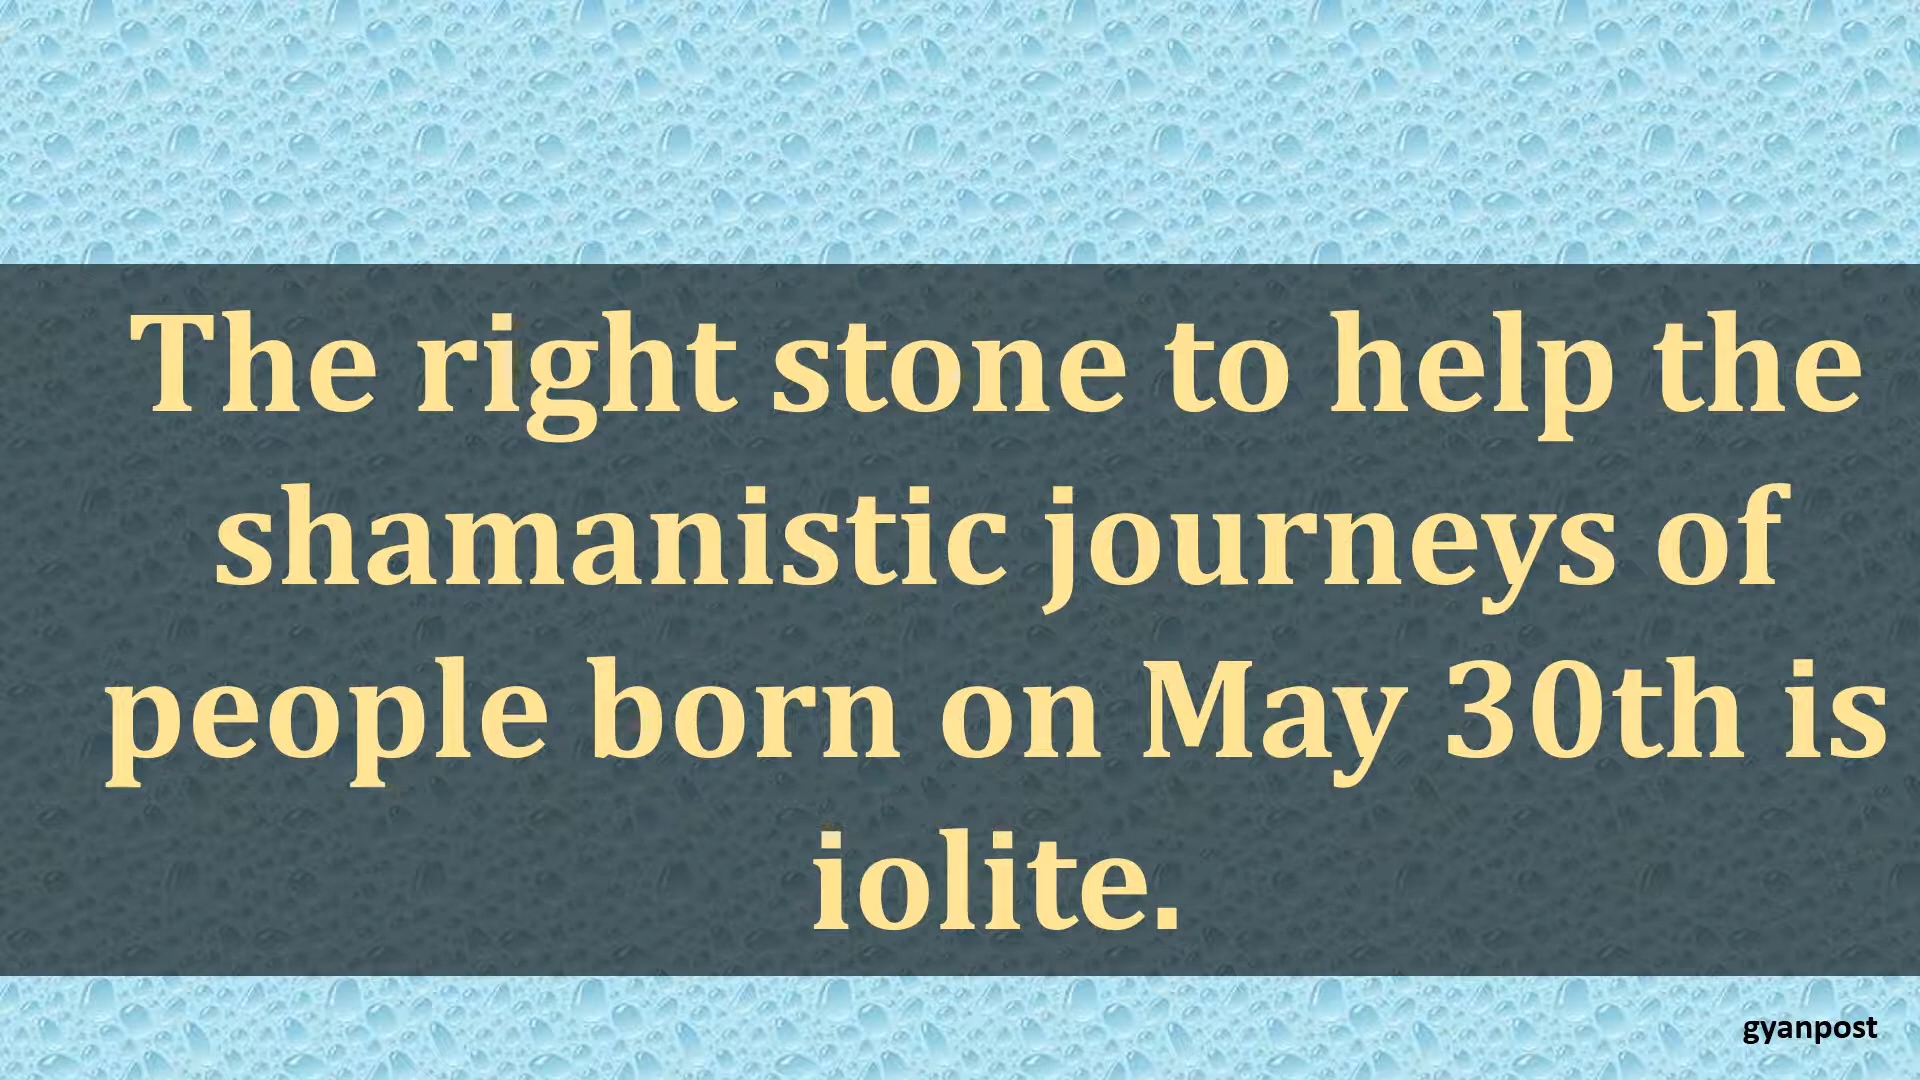 The right stone to help the
shamanistic journeys of
people born on May 30th is
iolite.
gyanpost